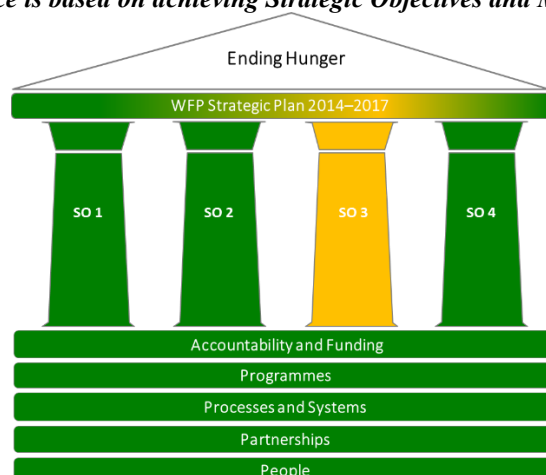 ce is based on achieving Strategic Objectives and
Ending Hunger
WFP Strategic Plan 2014–2017
SO 1 SO 2 SO 3 SO 4
Accountability and Funding
Programmes
Processes and Systems
Partnerships
People